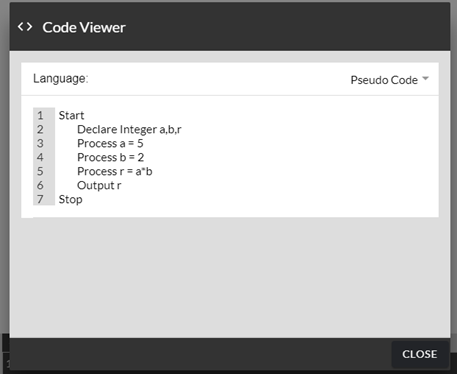 <> Code Viewer
Language:
Pseudo Code
1 Start
2 Declare Integer a,b,r
3 Process a = 5
4 Process b = 2
5 Process r = a*b
6 Output r
7 Stop
CLOSE
1